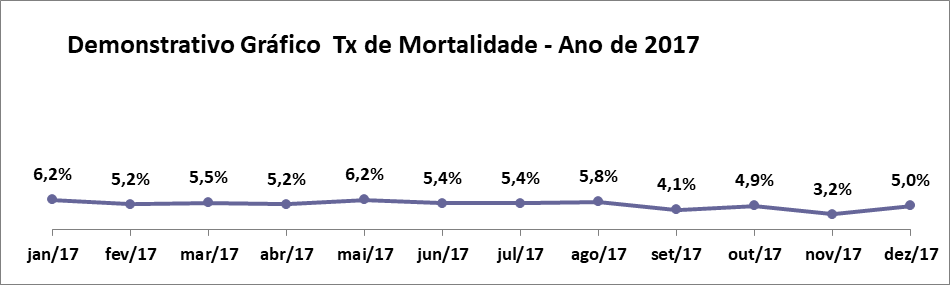 Demonstrativo Gráfico  Tx de Mortalidade - Ano de 2017
6,2% 5,2% 5,5% 5,2% 6,2% 5,4% 5,4% 5,8% 4,1% 4,9% 3,2% 5,0%
jan/17 fev/17 mar/17 abr/17 mai/17 jun/17 jul/17 ago/17 set/17 out/17 nov/17 dez/17